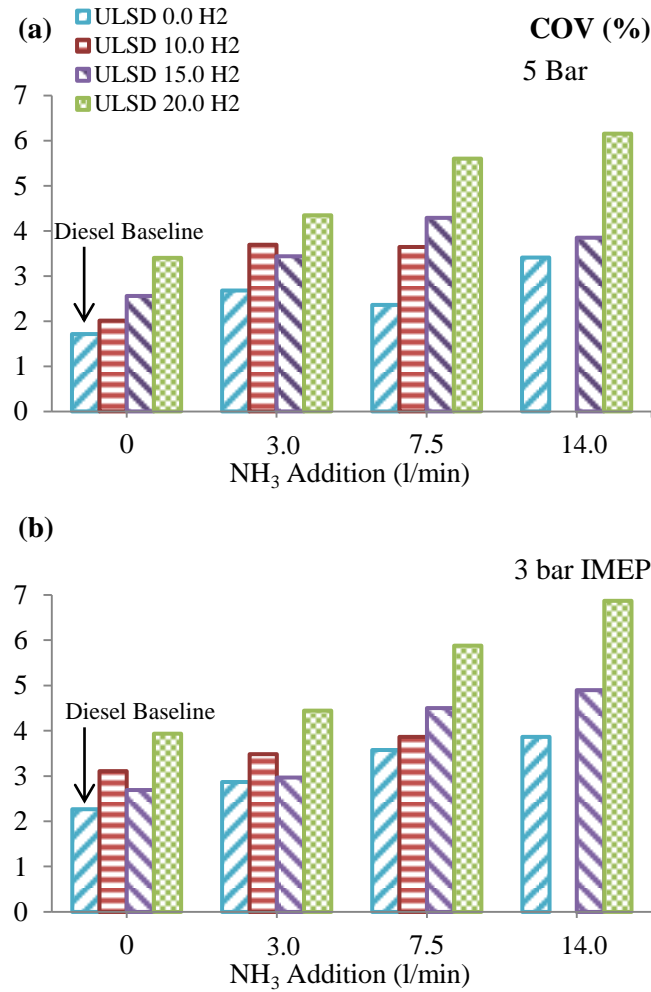 (a)
ULSD 0.0 H2
ULSD 10.0 H2
ULSD 15.0 H2
ULSD 20.0 H2
COV (%)
5 Bar
7
6
5
4
3
2
1
0
Diesel Baseline
0 3.0 7.5 14.0
NH₃ Addition (l/min)
(b)
3 bar IMEP
7
6
5
4
3
2
1
0
Diesel Baseline
0 3.0 7.5 14.0
NH₃ Addition (l/min)